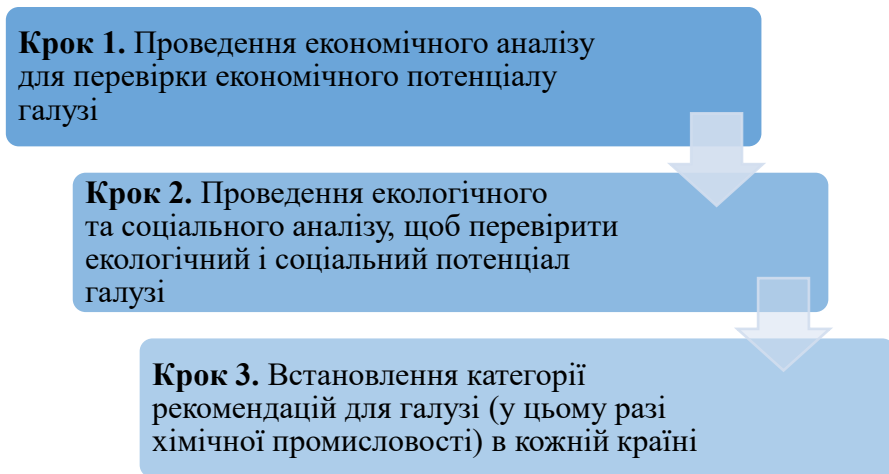 Крок 1. Проведення економічного аналізу
для перевірки економічного потенціалу
галузі
Крок 2. Проведення екологічного
та соціального аналізу, щоб перевірити
екологічний і соціальний потенціал
галузі
Крок 3. Встановлення категорії
рекомендацій для галузі (у цьому разі
хімічної промисловості) в кожній країні